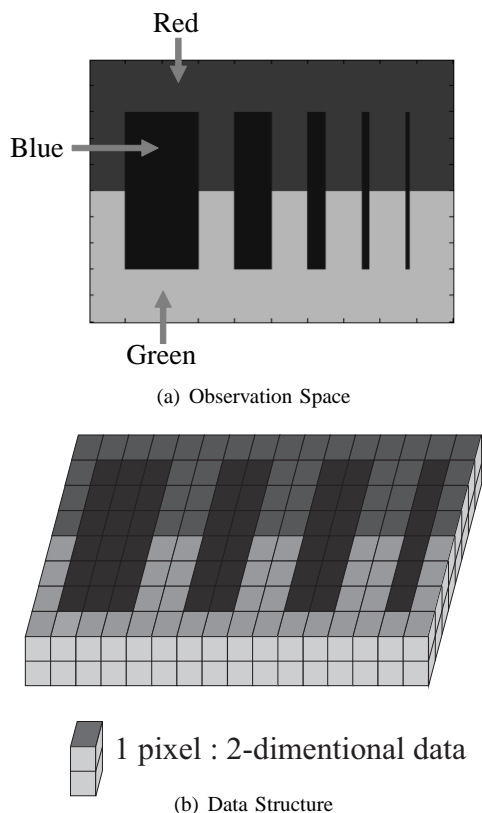 Red
Blue
Green
(a) Observation Space
1 pixel : 2-dimentional data
(b) Data Structure